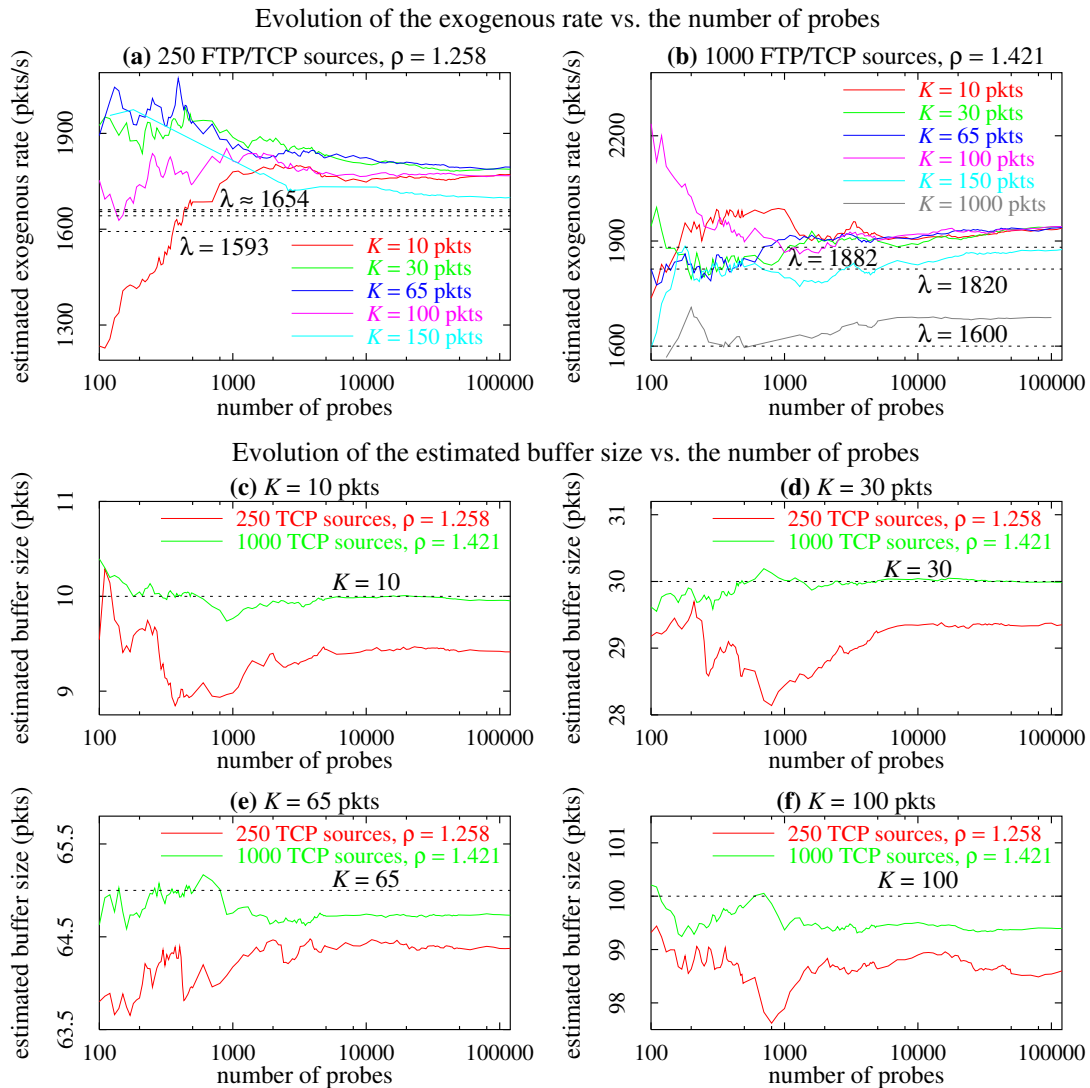 Evolution of the exogenous rate vs. the number of probes
(a) 250 FTP/TCP sources, ρ = 1.258
estimated exogenous rate (pkts/s)
1900
1600
1300
λ ≈ 1654
λ = 1593
K = 10 pkts
K = 30 pkts
K = 65 pkts
K = 100 pkts
K = 150 pkts
100 1000 10000 100000
number of probes
(b) 1000 FTP/TCP sources, ρ = 1.421
estimated exogenous rate (pkts/s)
2200
1900
1600
K = 10 pkts
K = 30 pkts
K = 65 pkts
K = 100 pkts
K = 150 pkts
K = 1000 pkts
λ = 1882
λ = 1820
λ = 1600
100 1000 10000 100000
number of probes
Evolution of the estimated buffer size vs. the number of probes
(c) K = 10 pkts
estimated buffer size (pkts)
11
10
9
250 TCP sources, ρ = 1.258
1000 TCP sources, ρ = 1.421
K = 10
100 1000 10000 100000
number of probes
(d) K = 30 pkts
estimated buffer size (pkts)
31
30
29
28
250 TCP sources, ρ = 1.258
1000 TCP sources, ρ = 1.421
K = 30
100 1000 10000 100000
number of probes
(e) K = 65 pkts
estimated buffer size (pkts)
65.5
64.5
63.5
250 TCP sources, ρ = 1.258
1000 TCP sources, ρ = 1.421
K = 65
100 1000 10000 100000
number of probes
(f) K = 100 pkts
estimated buffer size (pkts)
101
100
99
98
250 TCP sources, ρ = 1.258
1000 TCP sources, ρ = 1.421
K = 100
100 1000 10000 100000
number of probes